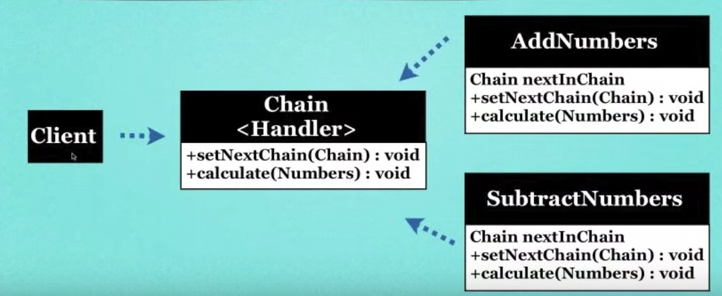 Client
Chain
<Handler>
+setNextChain(Chain) : void
+calculate(Numbers) : void
AddNumbers
Chain nextInChain
+setNextChain(Chain) : void
+calculate(Numbers) : void
SubtractNumbers
Chain nextInChain
+setNextChain(Chain) : void
+calculate(Numbers) : void